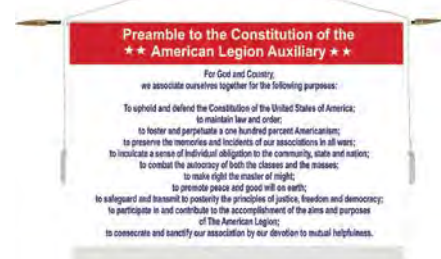 Preamble to the Constitution of the
★★ American Legion Auxiliary ★★
For God and Country,
we associate ourselves together for the following purposes:
To uphold and defend the Constitution of the United States of America;
to maintain law and order;
to foster and perpetuate a one hundred percent Americanism;
to preserve the memories and incidents of our associations in all wars;
to inculcate a sense of individual obligation to the community, state and nation;
to combat the autocracy of both the classes and the masses;
to make right the master of might;
to promote peace and good will on earth;
to safeguard and transmit to posterity the principles of justice, freedom and democracy;
to participate in and contribute to the accomplishment of the aims and purposes
of The American Legion;
to consecrate and sanctify our association by our devotion to mutual helpfulness.